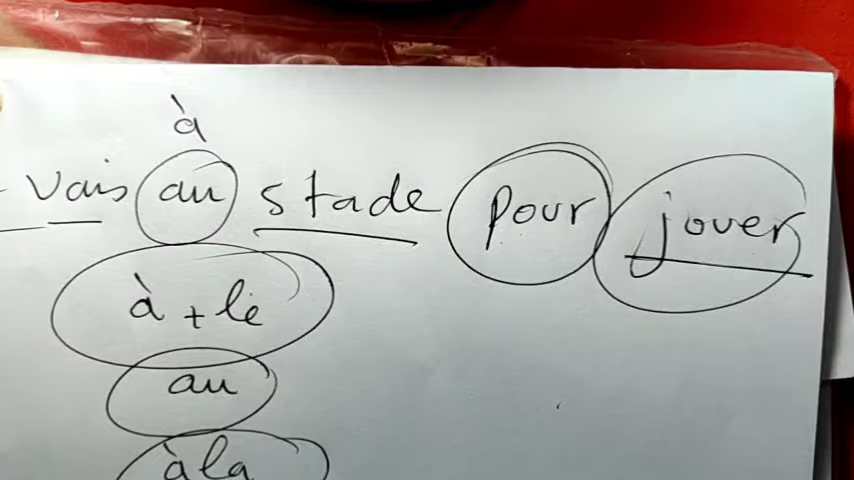 à
vais au stade pour jouer
à + le
au
à la